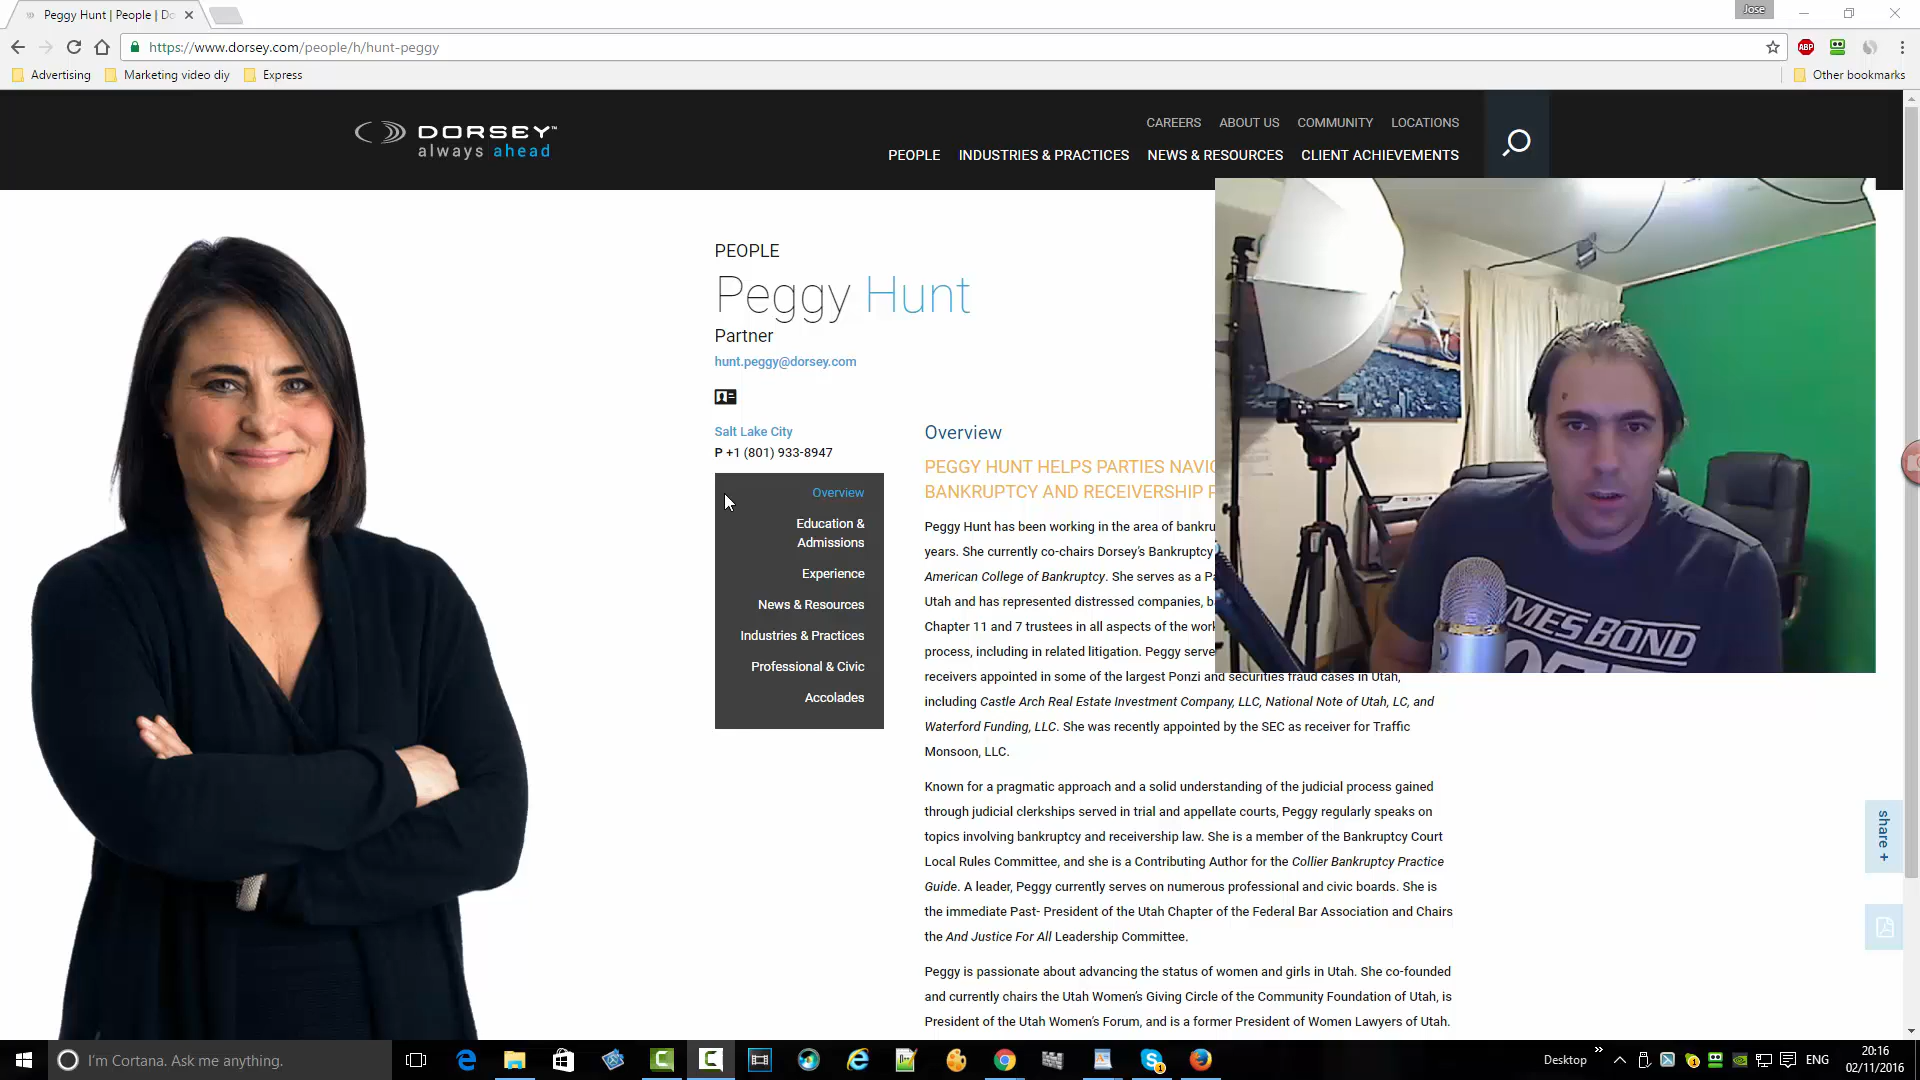 Peggy Hunt | People | Do
Jose
https://www.dorsey.com/people/h/hunt-peggy
ABP
Advertising
Marketing video diy
Express
Other bookmarks
DORSEY™
always ahead
CAREERS ABOUT US COMMUNITY LOCATIONS
PEOPLE INDUSTRIES & PRACTICES NEWS & RESOURCES CLIENT ACHIEVEMENTS
PEOPLE
Peggy Hunt
Partner
hunt.peggy@dorsey.com
Salt Lake City
P +1 (801) 933-8947
Overview
Education &
Admissions
Experience
News & Resources
Industries & Practices
Professional & Civic
Accolades
Overview
PEGGY HUNT HELPS PARTIES NAVIG
BANKRUPTCY AND RECEIVERSHIP P
Peggy Hunt has been working in the area of bankru
years. She currently co-chairs Dorsey's Bankruptcy
American College of Bankruptcy. She serves as a Pa
Utah and has represented distressed companies, b
Chapter 11 and 7 trustees in all aspects of the work
process, including in related litigation. Peggy serve
receivers appointed in some of the largest Ponzi and securities fraud cases in Utah,
including Castle Arch Real Estate Investment Company, LLC, National Note of Utah, LC, and
Waterford Funding, LLC. She was recently appointed by the SEC as receiver for Traffic
Monsoon, LLC.
Known for a pragmatic approach and a solid understanding of the judicial process gained
through judicial clerkships served in trial and appellate courts, Peggy regularly speaks on
topics involving bankruptcy and receivership law. She is a member of the Bankruptcy Court
Local Rules Committee, and she is a Contributing Author for the Collier Bankruptcy Practice
Guide. A leader, Peggy currently serves on numerous professional and civic boards. She is
the immediate Past- President of the Utah Chapter of the Federal Bar Association and Chairs
the And Justice For All Leadership Committee.
Peggy is passionate about advancing the status of women and girls in Utah. She co-founded
and currently chairs the Utah Women's Giving Circle of the Community Foundation of Utah, is
President of the Utah Women's Forum, and is a former President of Women Lawyers of Utah.
MES BOND
share +
I'm Cortana. Ask me anything.
Desktop
ENG
20:16
02/11/2016